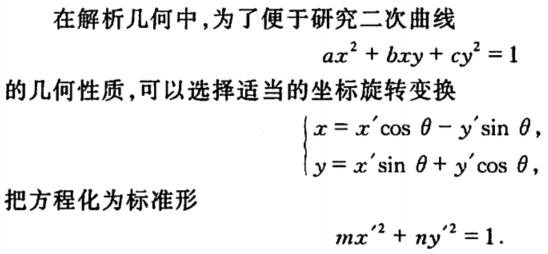 在解析几何中,为了便于研究二次曲线
ax² + bxy + cy² = 1
的几何性质,可以选择适当的坐标旋转变换
{ x = x′cos θ − y′sin θ,
y = x′sin θ + y′cos θ,
把方程化为标准形
mx′² + ny′² = 1.